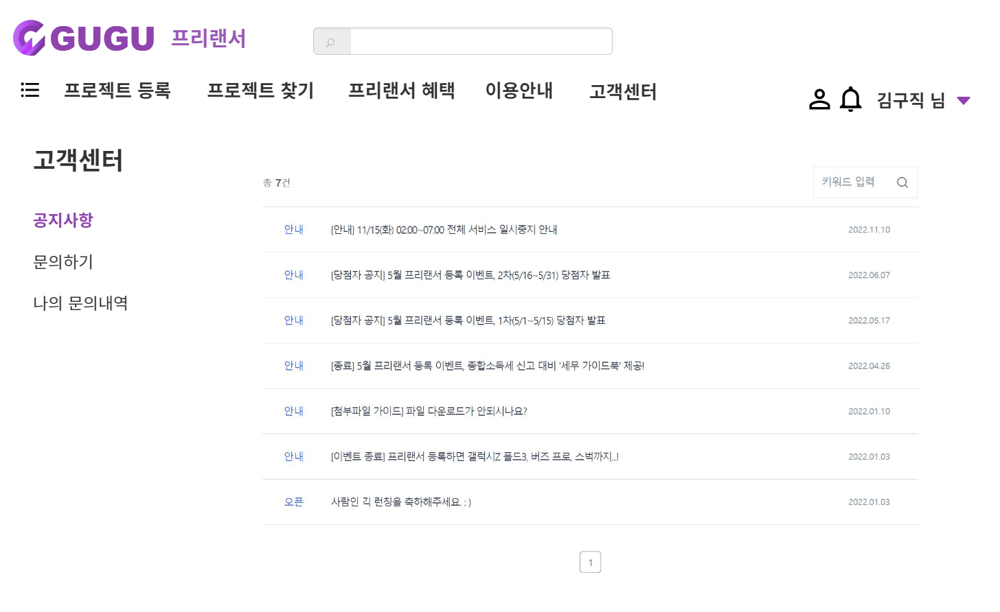 GUGU 프리랜서
프로젝트 등록 프로젝트 찾기 프리랜서 혜택 이용안내 고객센터 김구직 님
고객센터
공지사항
문의하기
나의 문의내역
총 7건 키워드 입력
안내 [안내] 11/15(화) 02:00~07:00 전체 서비스 일시중지 안내 2022.11.10
안내 [당첨자 공지] 5월 프리랜서 등록 이벤트, 2차(5/16~5/31) 당첨자 발표 2022.06.07
안내 [당첨자 공지] 5월 프리랜서 등록 이벤트, 1차(5/1~5/15) 당첨자 발표 2022.05.17
안내 [종료] 5월 프리랜서 등록 이벤트, 종합소득세 신고 대비 '세무 가이드북' 제공! 2022.04.26
안내 [첨부파일 가이드] 파일 다운로드가 안되시나요? 2022.01.10
안내 [이벤트 종료] 프리랜서 등록하면 갤럭시Z 폴드3, 버즈 프로, 스벅까지...! 2022.01.03
오픈 사람인 긱 런칭을 축하해주세요. : ) 2022.01.03
1